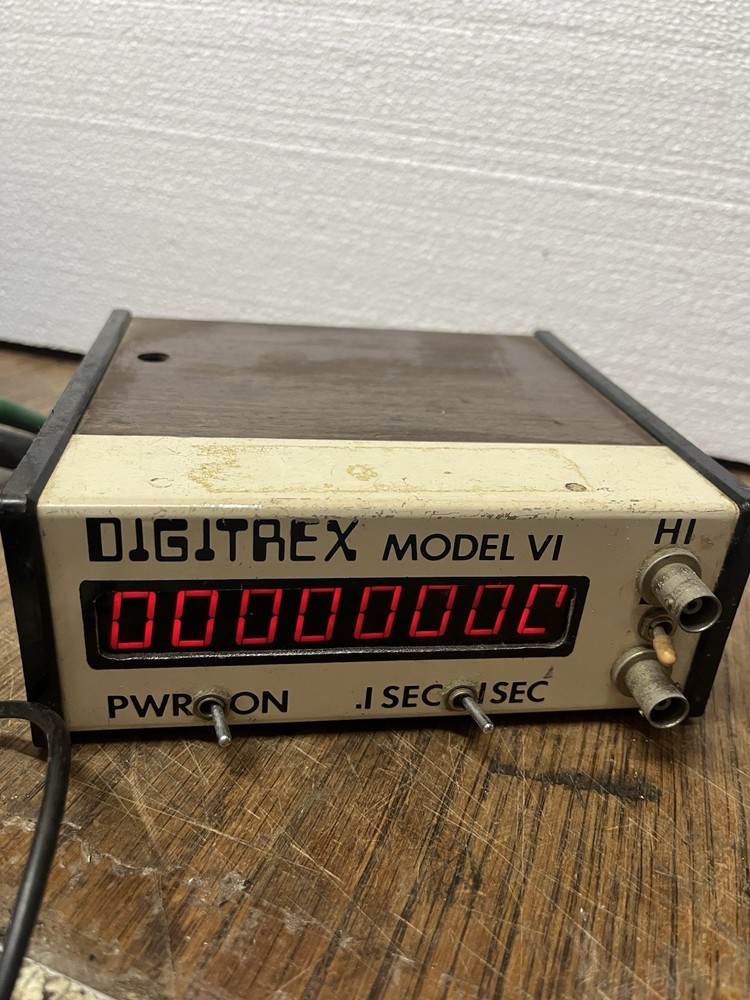 DIGITREX MODEL VI
HI
0000000C
PWR ON
.1 SEC 1 SEC